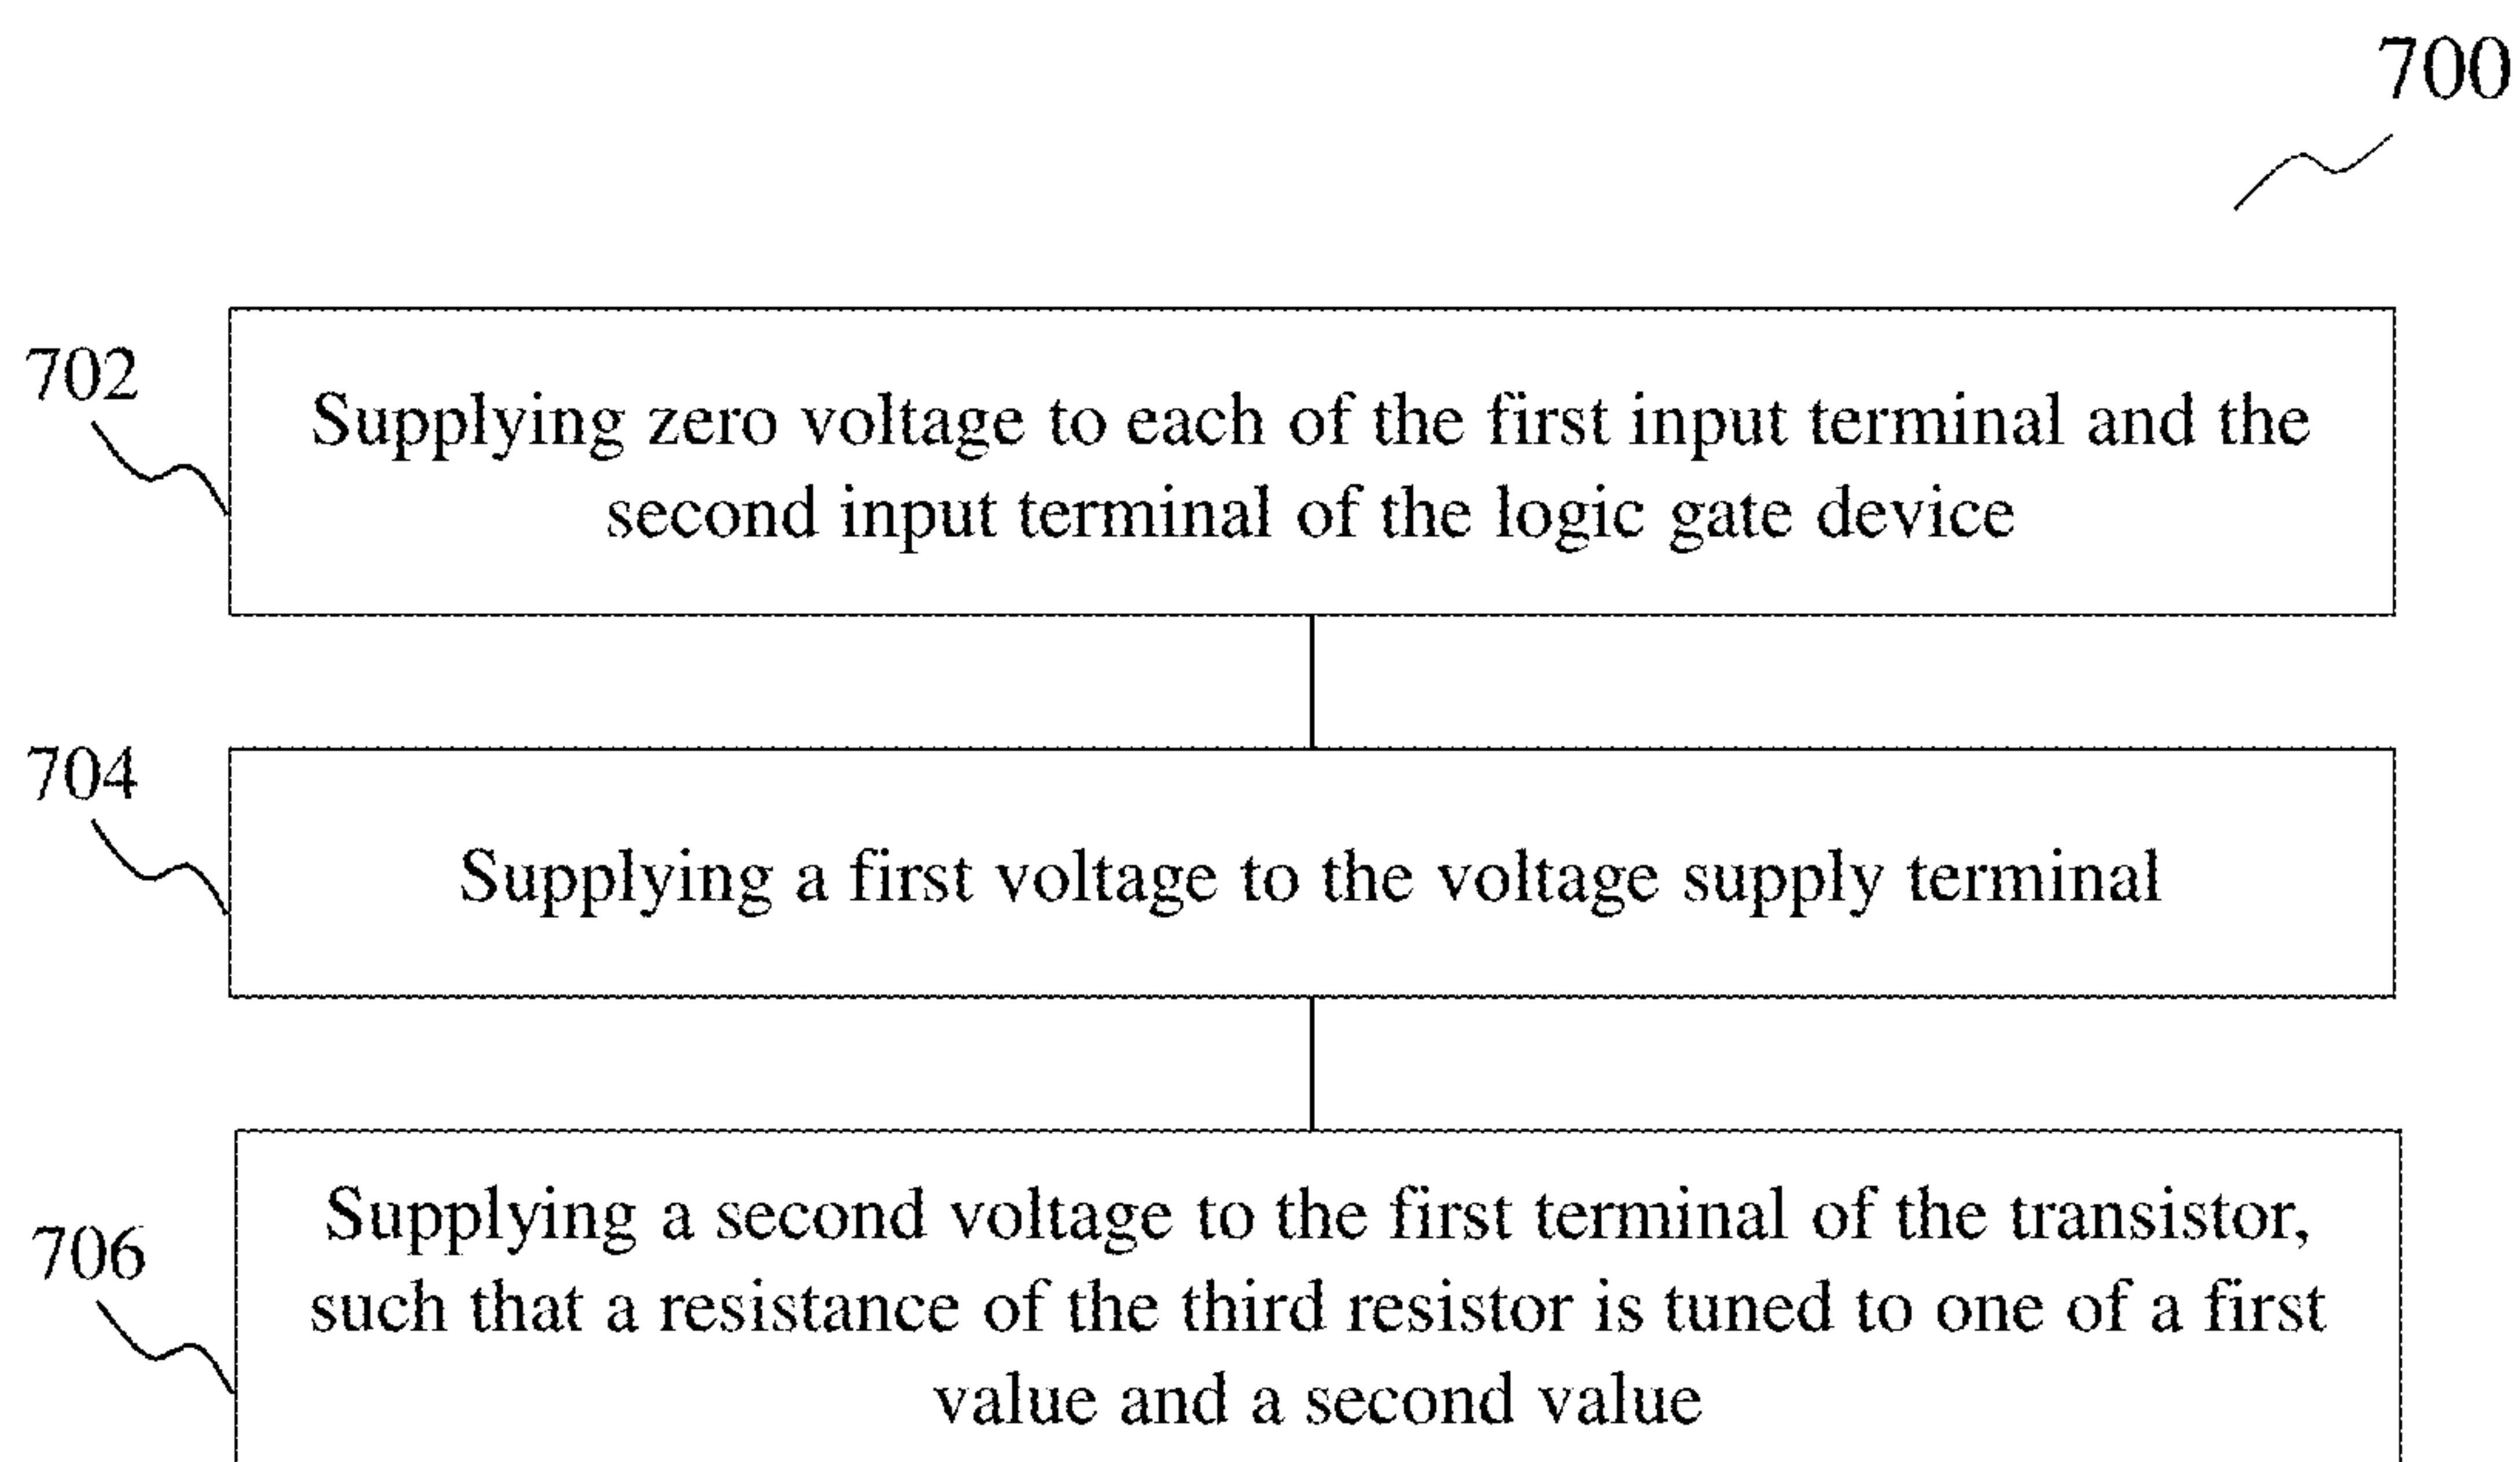 700
702
Supplying zero voltage to each of the first input terminal and the
second input terminal of the logic gate device
704
Supplying a first voltage to the voltage supply terminal
706
Supplying a second voltage to the first terminal of the transistor,
such that a resistance of the third resistor is tuned to one of a first
value and a second value